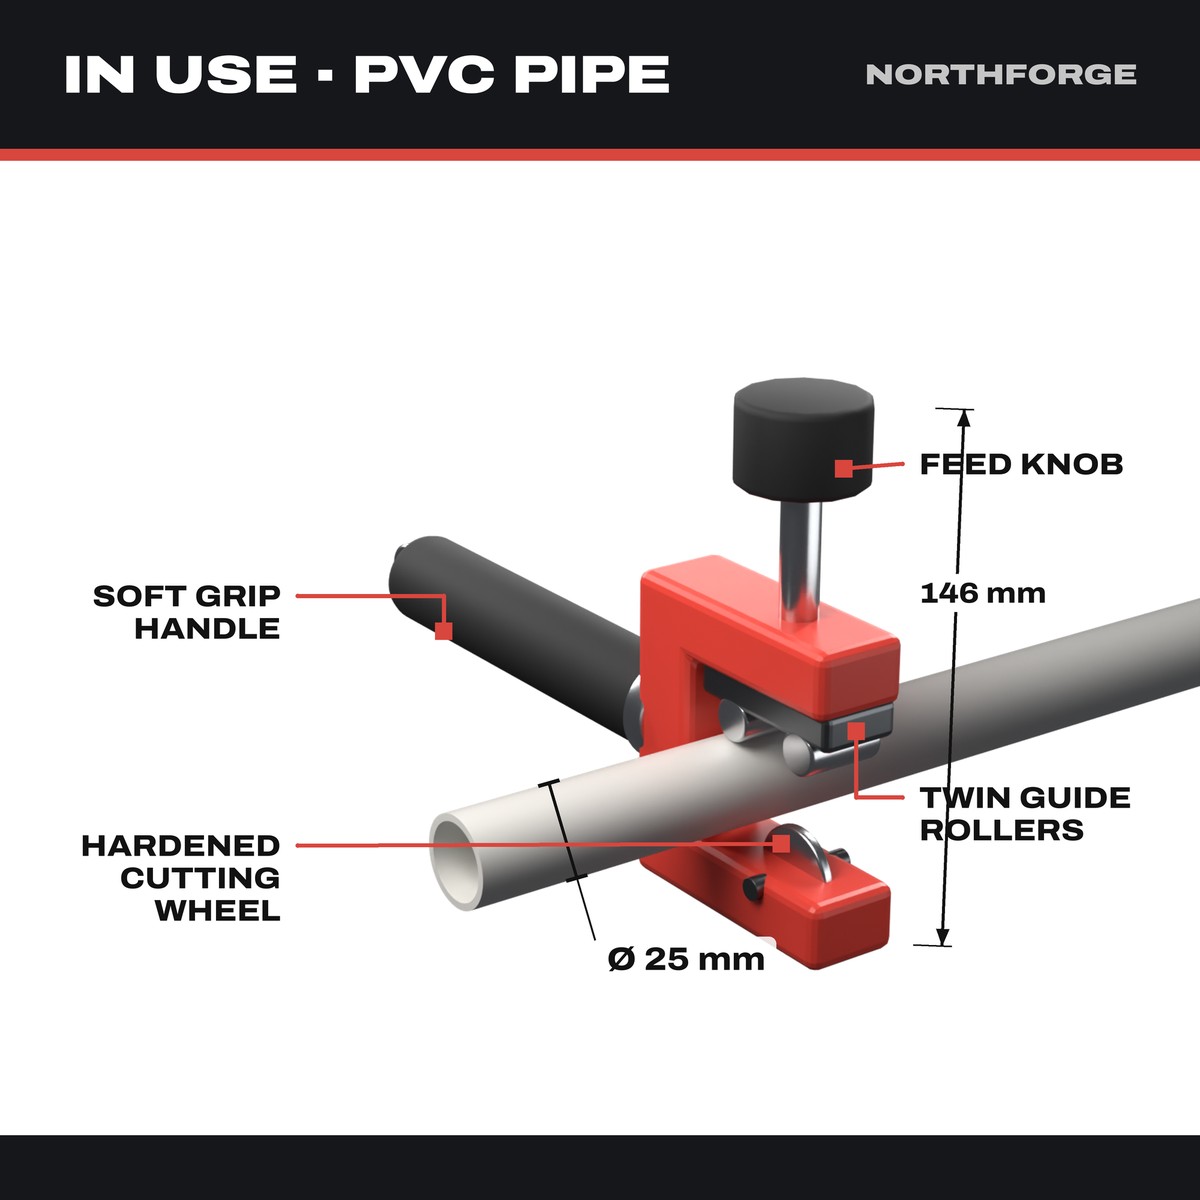 IN USE · PVC PIPE
NORTHFORGE
FEED KNOB
SOFT GRIP
HANDLE
146 mm
TWIN GUIDE
ROLLERS
HARDENED
CUTTING
WHEEL
Ø 25 mm